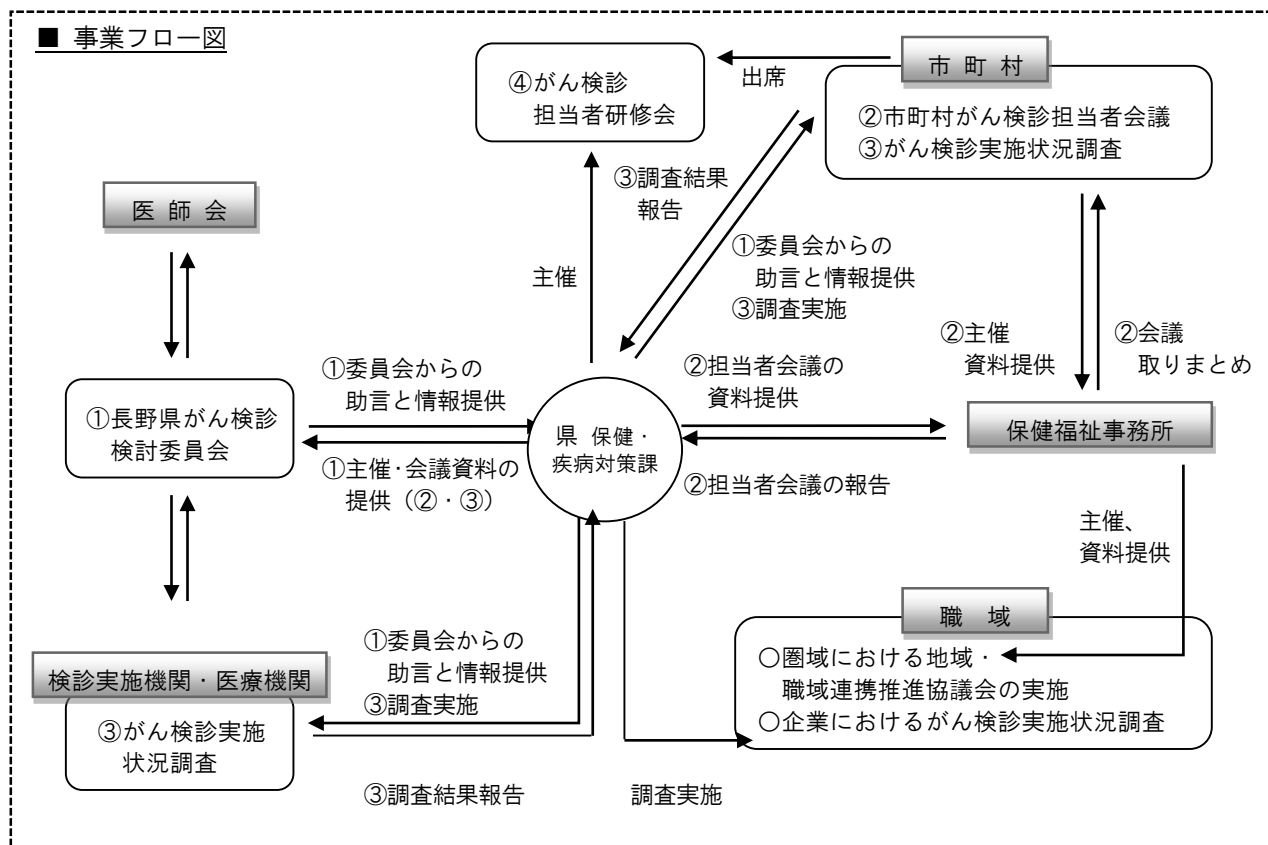 ■ 事業フロー図
④がん検診
担当者研修会
出席
市 町 村
②市町村がん検診担当者会議
③がん検診実施状況調査
医 師 会
③調査結果
報告
①委員会からの
助言と情報提供
③調査実施
主催
②主催
資料提供
②会議
取りまとめ
①長野県がん検診
検討委員会
①委員会からの
助言と情報提供
①主催・会議資料の
提供（②・③）
県 保健・
疾病対策課
②担当者会議の
資料提供
②担当者会議の報告
保健福祉事務所
主催、
資料提供
検診実施機関・医療機関
③がん検診実施
状況調査
①委員会からの
助言と情報提供
③調査実施
③調査結果報告
調査実施
職 域
○圏域における地域・
職域連携推進協議会の実施
○企業におけるがん検診実施状況調査